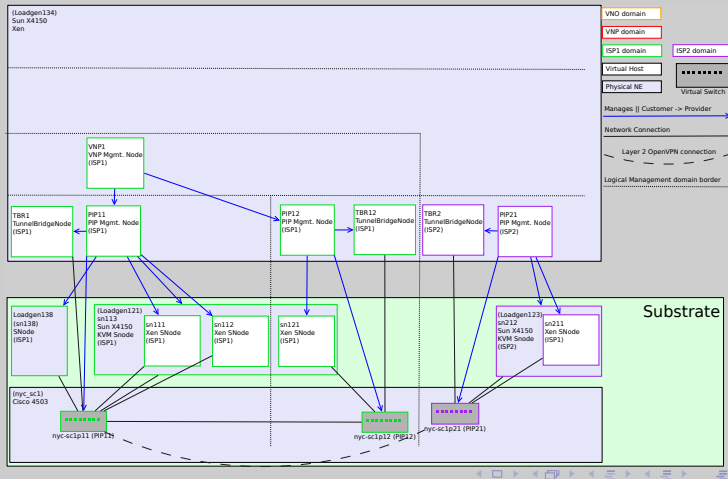 (Loadgen134)
Sun X4150
Xen
VNO domain
VNP domain
ISP1 domain
ISP2 domain
Virtual Host
Physical NE
Virtual Switch
Manages || Customer -> Provider
Network Connection
Layer 2 OpenVPN connection
Logical Management domain border
VNP1
VNP Mgmt. Node
(ISP1)
TBR1
TunnelBridgeNode
(ISP1)
PIP11
PIP Mgmt. Node
(ISP1)
PIP12
PIP Mgmt. Node
(ISP1)
TBR12
TunnelBridgeNode
(ISP1)
TBR2
TunnelBridgeNode
(ISP2)
PIP21
PIP Mgmt. Node
(ISP2)
Substrate
Loadgen138
(sn138)
SNode
(ISP1)
(Loadgen121)
sn113
Sun X4150
KVM Snode
(ISP1)
sn111
Xen SNode
(ISP1)
sn112
Xen SNode
(ISP1)
sn121
Xen SNode
(ISP1)
(Loadgen123)
sn212
Sun X4150
KVM Snode
(ISP2)
sn211
Xen SNode
(ISP1)
(nyc_sc1)
Cisco 4503
nyc-sc1p11 (PIP11)
nyc-sc1p12 (PIP12)
nyc-sc1p21 (PIP21)